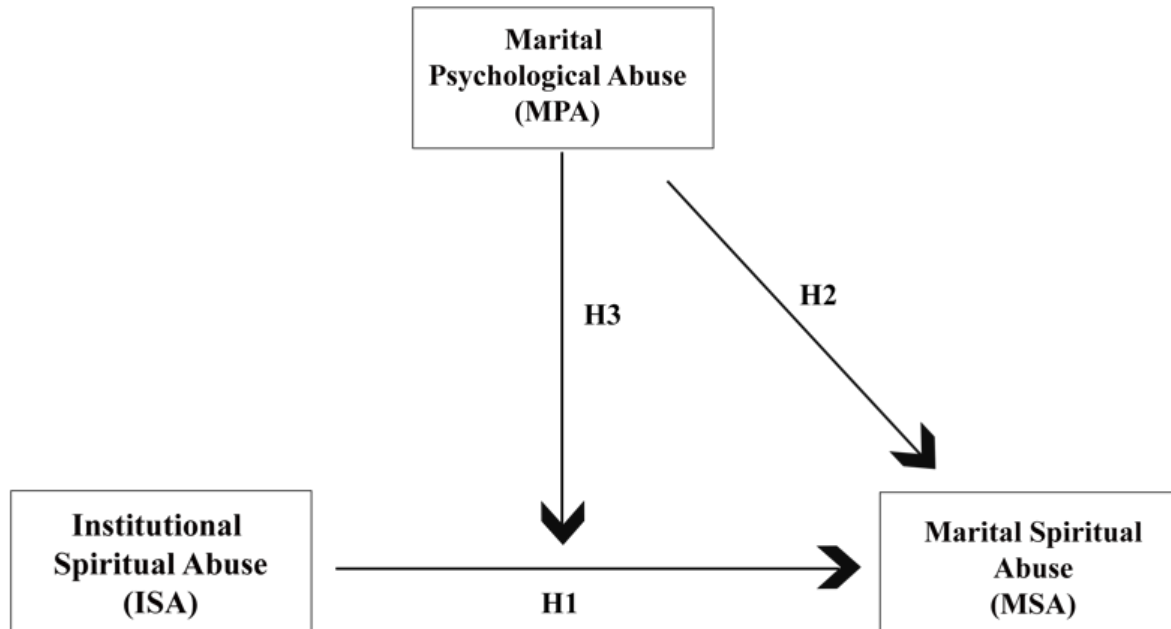 Marital
Psychological Abuse
(MPA)
H3
H2
Institutional
Spiritual Abuse
(ISA)
H1
Marital Spiritual
Abuse
(MSA)